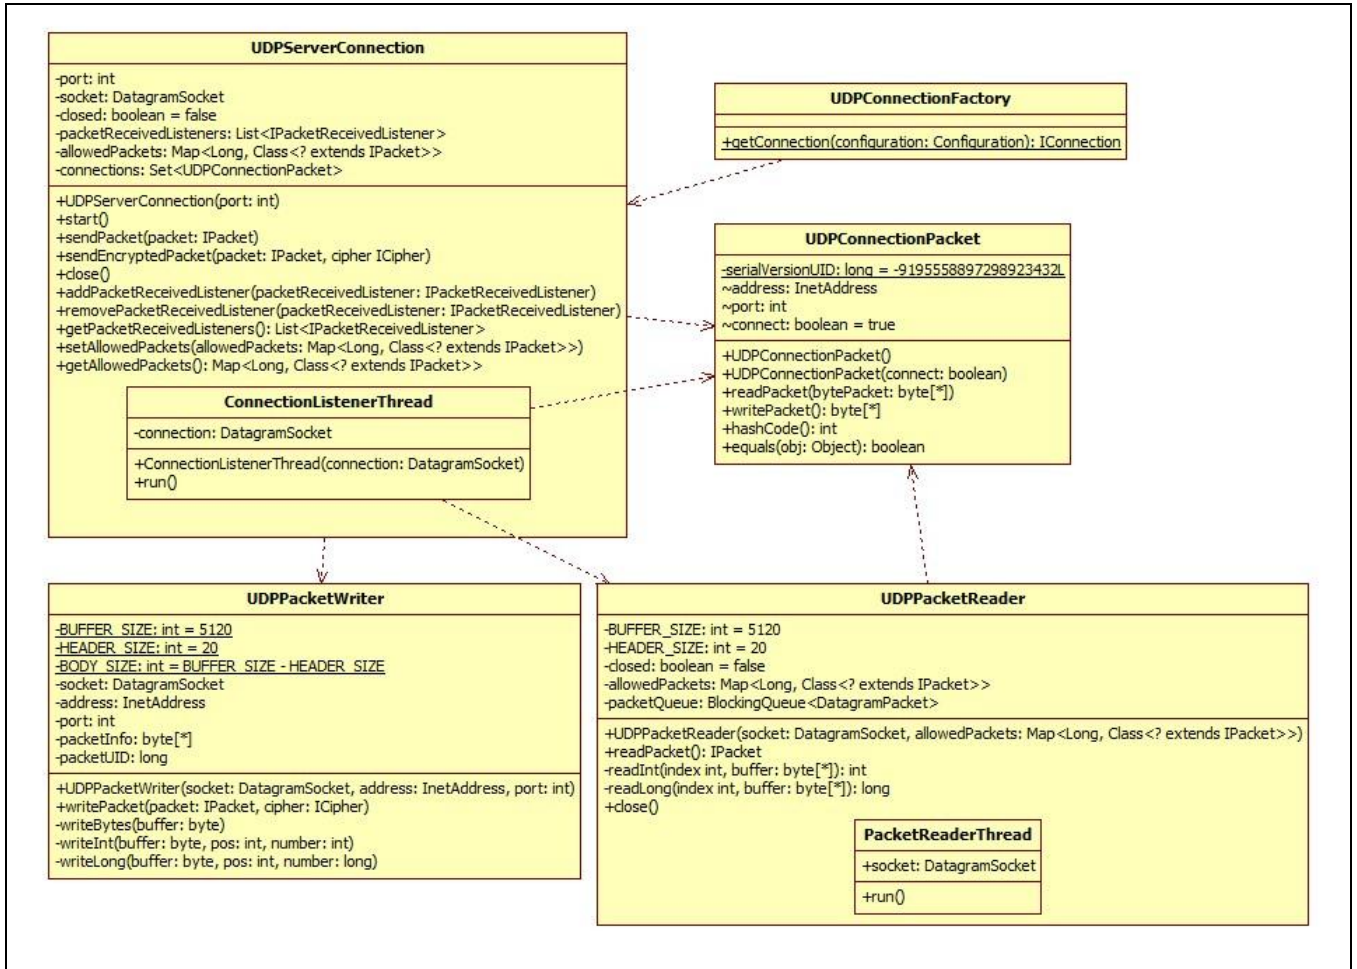 UDPServerConnection
-port: int
-socket: DatagramSocket
-closed: boolean = false
-packetReceivedListeners: List<IPacketReceivedListener>
-allowedPackets: Map<Long, Class<? extends IPacket>>
-connections: Set<UDPConnectionPacket>
+UDPServerConnection(port: int)
+start()
+sendPacket(packet: IPacket)
+sendEncryptedPacket(packet: IPacket, cipher ICipher)
+close()
+addPacketReceivedListener(packetReceivedListener: IPacketReceivedListener)
+removePacketReceivedListener(packetReceivedListener: IPacketReceivedListener)
+getPacketReceivedListeners(): List<IPacketReceivedListener>
+setAllowedPackets(allowedPackets: Map<Long, Class<? extends IPacket>>)
+getAllowedPackets(): Map<Long, Class<? extends IPacket>>
ConnectionListenerThread
-connection: DatagramSocket
+ConnectionListenerThread(connection: DatagramSocket)
+run()
UDPConnectionFactory
+getConnection(configuration: Configuration): IConnection
UDPConnectionPacket
-serialVersionUID: long = -9195558897298923432L
~address: InetAddress
~port: int
~connect: boolean = true
+UDPConnectionPacket()
+UDPConnectionPacket(connect: boolean)
+readPacket(bytePacket: byte[*])
+writePacket(): byte[*]
+hashCode(): int
+equals(obj: Object): boolean
UDPPacketWriter
-BUFFER_SIZE: int = 5120
-HEADER_SIZE: int = 20
-BODY_SIZE: int = BUFFER_SIZE - HEADER_SIZE
-socket: DatagramSocket
-address: InetAddress
-port: int
-packetInfo: byte[*]
-packetUID: long
+UDPPacketWriter(socket: DatagramSocket, address: InetAddress, port: int)
+writePacket(packet: IPacket, cipher: ICipher)
-writeBytes(buffer: byte)
-writeInt(buffer: byte, pos: int, number: int)
-writeLong(buffer: byte, pos: int, number: long)
UDPPacketReader
-BUFFER_SIZE: int = 5120
-HEADER_SIZE: int = 20
-closed: boolean = false
-allowedPackets: Map<Long, Class<? extends IPacket>>
-packetQueue: BlockingQueue<DatagramPacket>
+UDPPacketReader(socket: DatagramSocket, allowedPackets: Map<Long, Class<? extends IPacket>>)
+readPacket(): IPacket
-readInt(index int, buffer: byte[*]): int
-readLong(index int, buffer: byte[*]): long
+close()
PacketReaderThread
+socket: DatagramSocket
+run()